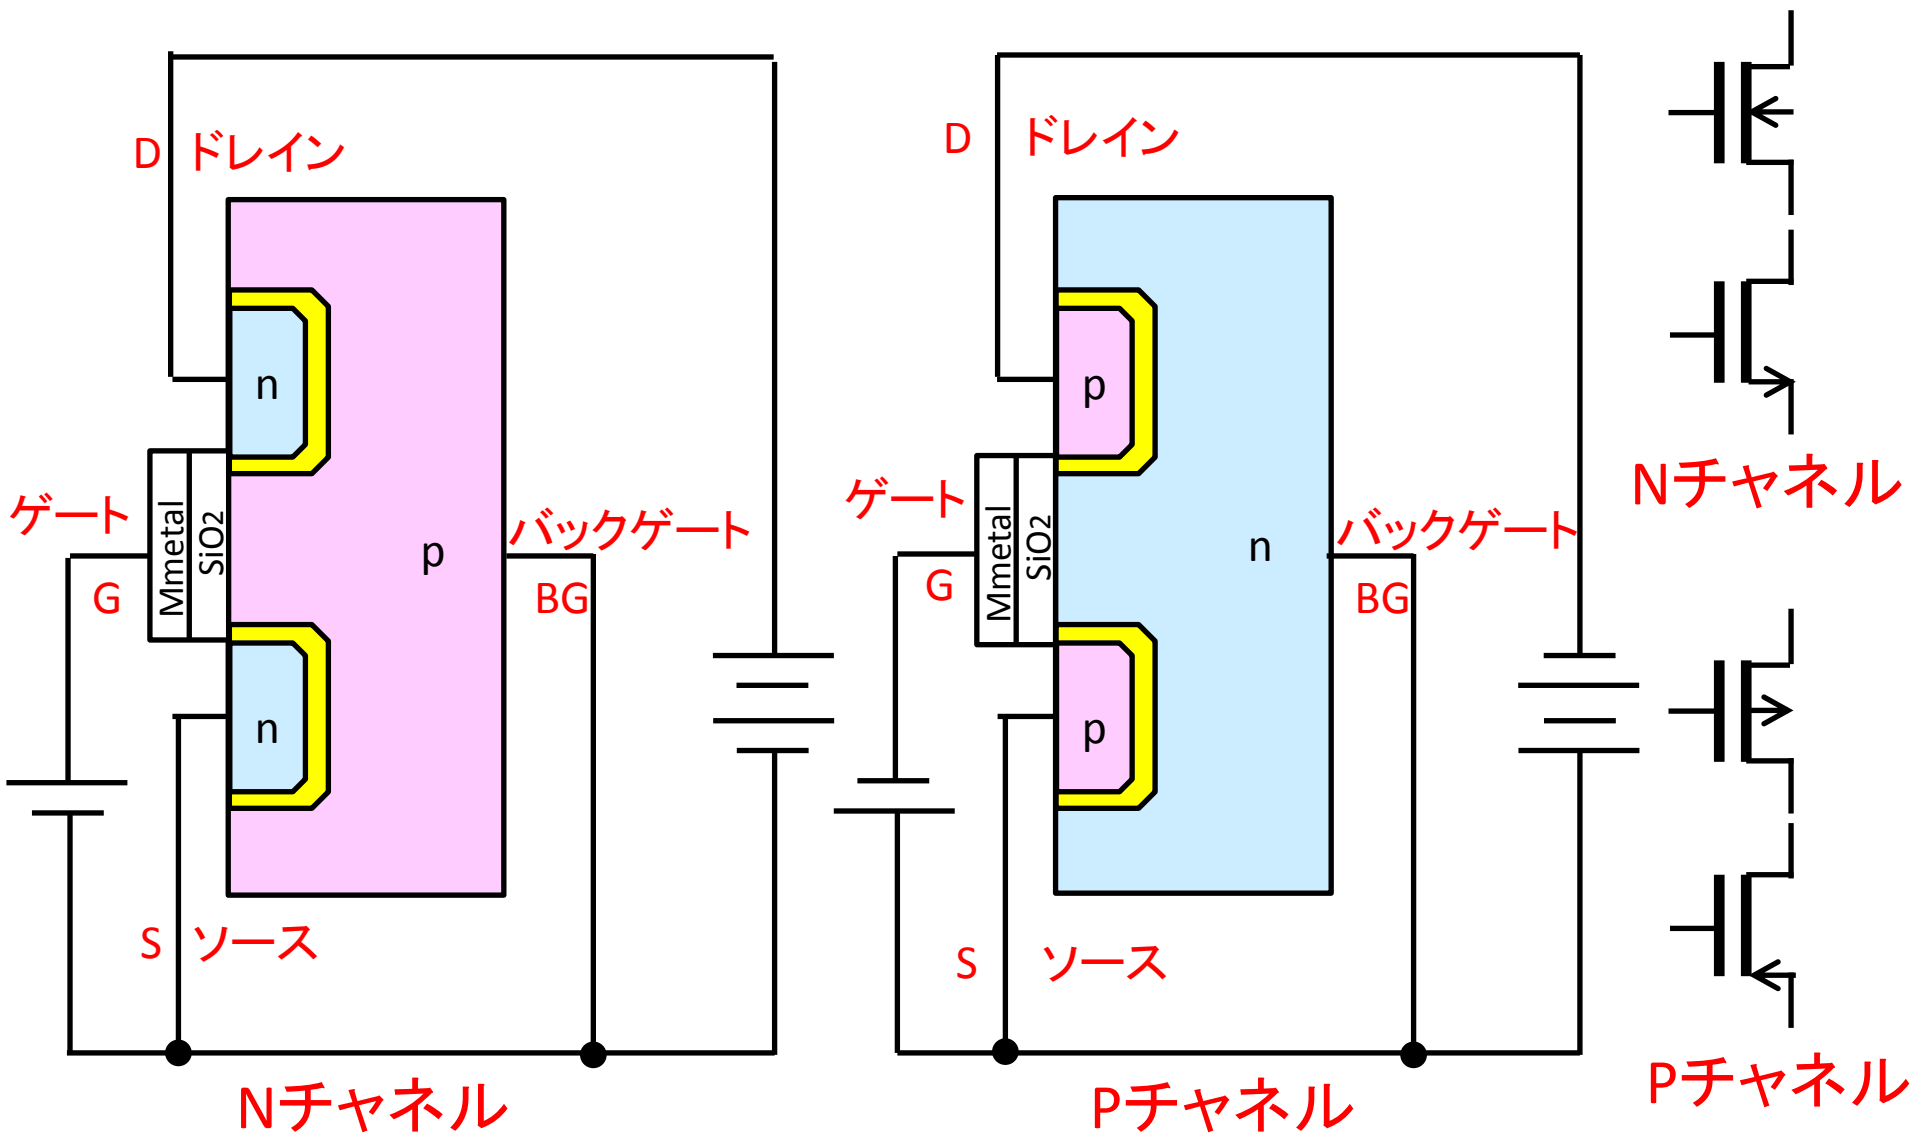 D ドレイン
n
ゲート
G
Mmetal
SiO2
p
バックゲート
BG
n
S ソース
Nチャネル
D ドレイン
p
ゲート
G
Mmetal
SiO2
n
バックゲート
BG
p
S ソース
Pチャネル
Nチャネル
Pチャネル